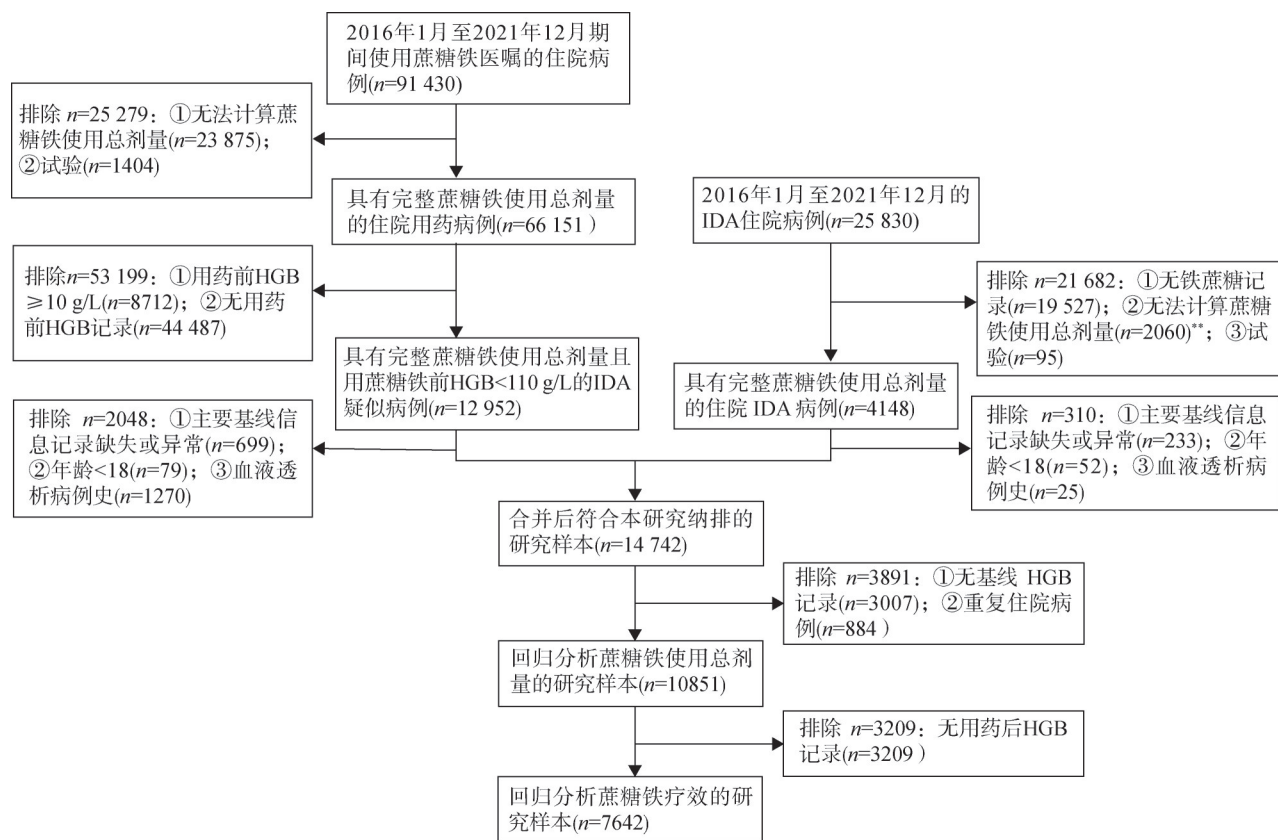 2016年1月至2021年12月期
间使用蔗糖铁医嘱的住院病
例(n=91 430)
排除 n=25 279：①无法计算蔗
糖铁使用总剂量(n=23 875)；
②试验(n=1404)
具有完整蔗糖铁使用总剂量
的住院用药病例(n=66 151）
2016年1月至2021年12月的
IDA住院病例(n=25 830)
排除n=53 199：①用药前HGB
≥10 g/L(n=8712)；②无用药
前HGB记录(n=44 487)
排除n=21 682：①无铁蔗糖记
录(n=19 527)；②无法计算蔗糖
铁使用总剂量(n=2060)**；③试
验(n=95)
具有完整蔗糖铁使用总剂量且
用蔗糖铁前HGB<110 g/L的IDA
疑似病例(n=12 952)
具有完整蔗糖铁使用总剂量
的住院 IDA 病例(n=4148)
排除 n=2048：①主要基线信
息记录缺失或异常(n=699)；
②年龄<18(n=79)；③血液透
析病例史(n=1270)
排除 n=310：①主要基线信息
记录缺失或异常(n=233)；②年
龄<18(n=52)；③血液透析病
例史(n=25)
合并后符合本研究纳排的
研究样本(n=14 742)
排除 n=3891：①无基线 HGB
记录(n=3007)；②重复住院病
例(n=884）
回归分析蔗糖铁使用总剂
量的研究样本(n=10851)
排除 n=3209：无用药后HGB
记录(n=3209）
回归分析蔗糖铁疗效的研
究样本(n=7642)